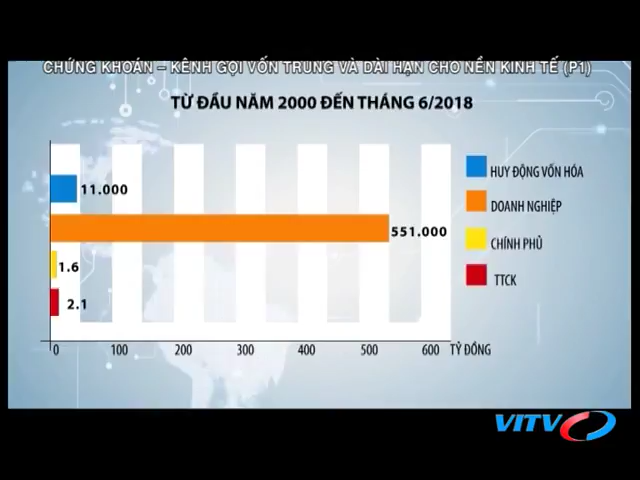 CHỨNG KHOÁN – KÊNH GỌI VỐN TRUNG VÀ DÀI HẠN CHO NỀN KINH TẾ (P1)
TỪ ĐẦU NĂM 2000 ĐẾN THÁNG 6/2018
11.000
551.000
1.6
2.1
HUY ĐỘNG VỐN HÓA
DOANH NGHIỆP
CHÍNH PHỦ
TTCK
0 100 200 300 400 500 600 TỶ ĐỒNG
VITV